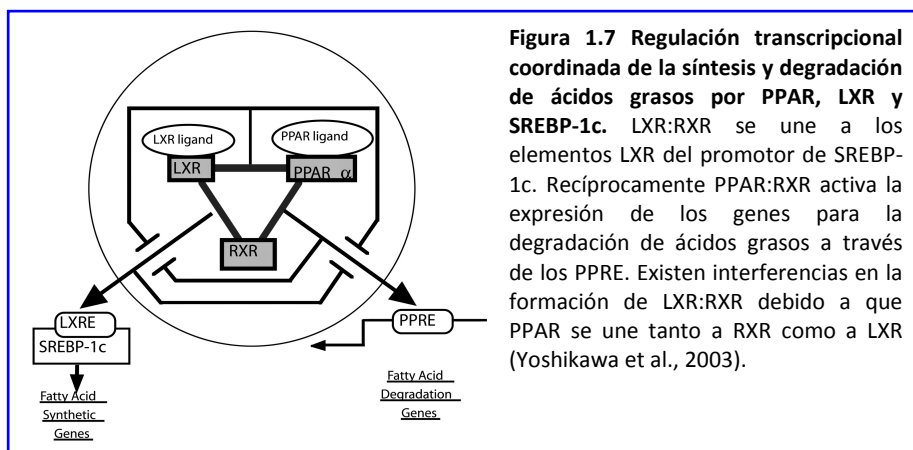 LXR ligand
PPAR ligand
LXR
PPAR α
RXR
LXRE
SREBP-1c
PPRE
Fatty Acid
Synthetic
Genes
Fatty Acid
Degradation
Genes
Figura 1.7 Regulación transcripcional
coordinada de la síntesis y degradación
de ácidos grasos por PPAR, LXR y
SREBP-1c. LXR:RXR se une a los
elementos LXR del promotor de SREBP-
1c. Recíprocamente PPAR:RXR activa la
expresión de los genes para la
degradación de ácidos grasos a través
de los PPRE. Existen interferencias en la
formación de LXR:RXR debido a que
PPAR se une tanto a RXR como a LXR
(Yoshikawa et al., 2003).